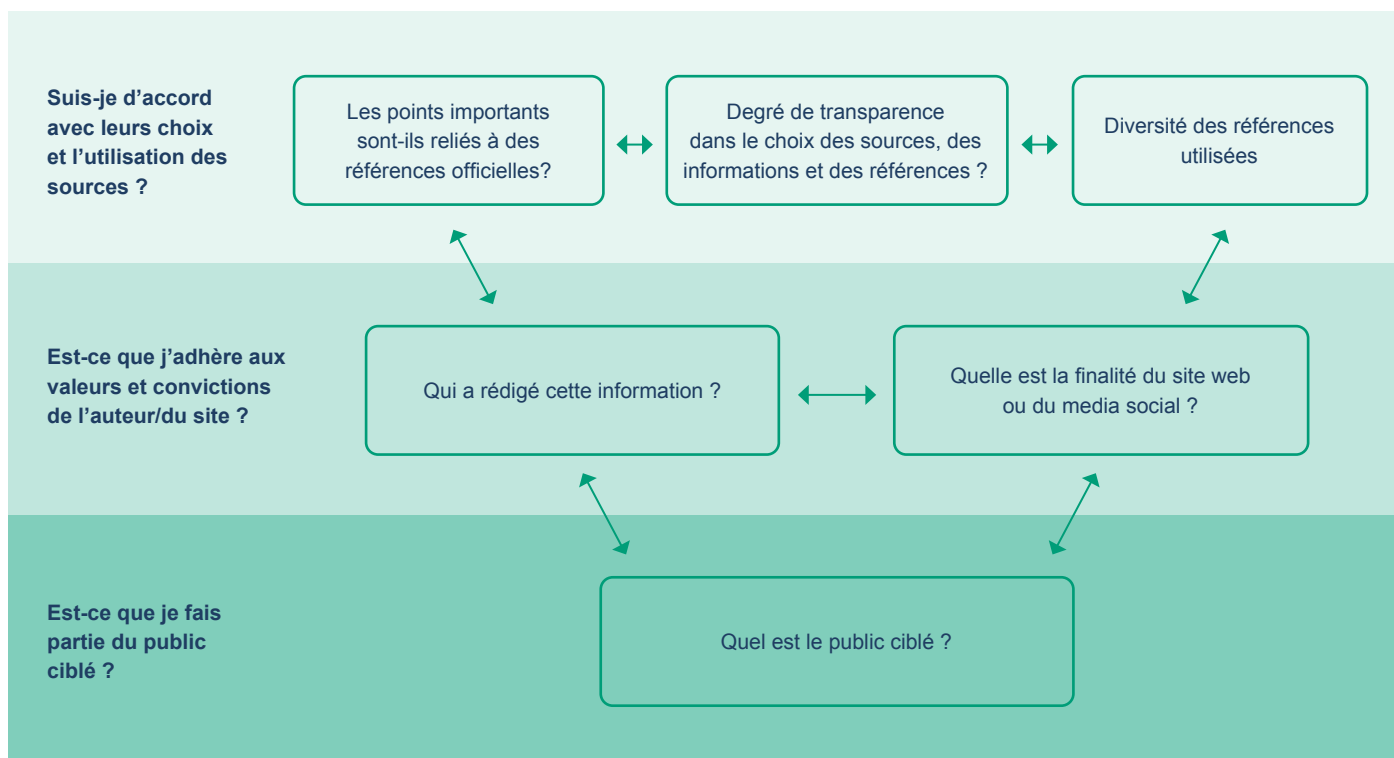 Suis-je d’accord
avec leurs choix
et l’utilisation des
sources ?
Les points importants
sont-ils reliés à des
références officielles?
Degré de transparence
dans le choix des sources, des
informations et des références ?
Diversité des références
utilisées
Est-ce que j’adhère aux
valeurs et convictions
de l’auteur/du site ?
Qui a rédigé cette information ?
Quelle est la finalité du site web
ou du media social ?
Est-ce que je fais
partie du public
ciblé ?
Quel est le public ciblé ?